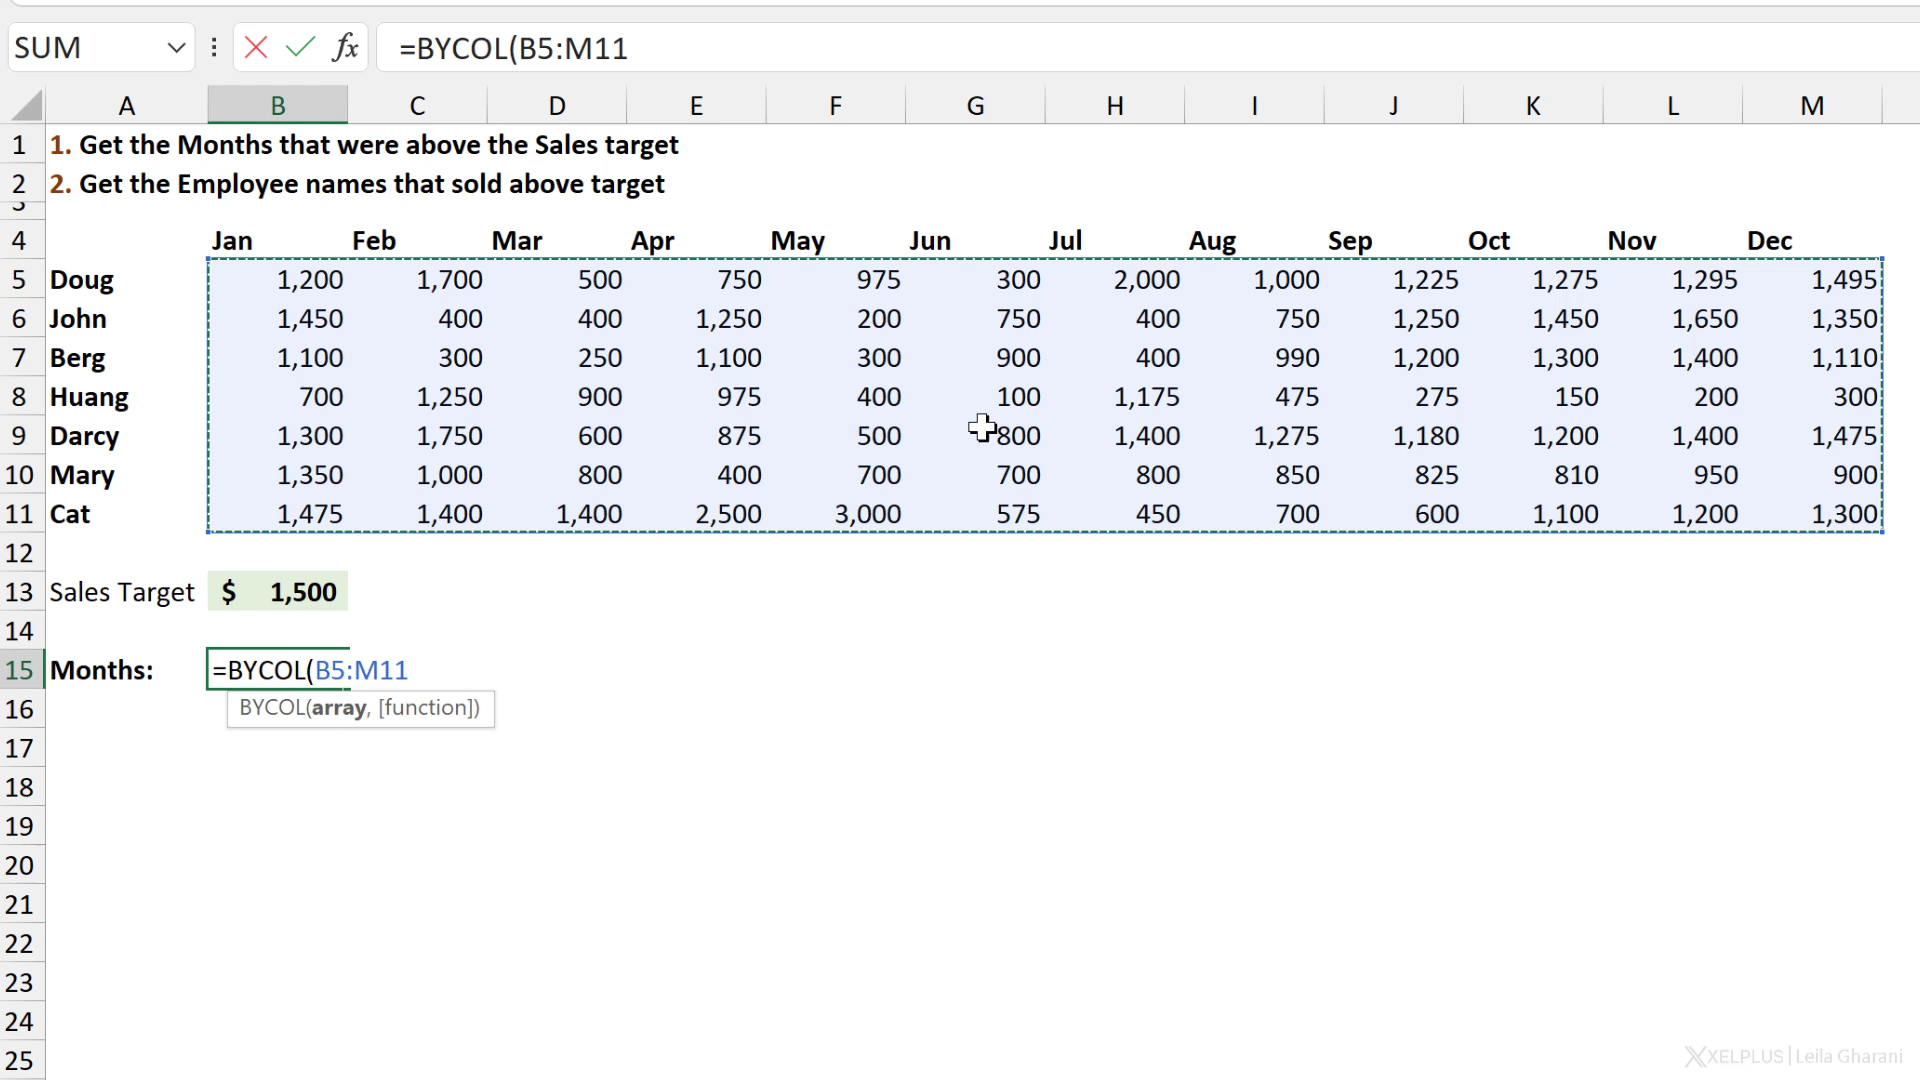 SUM fx =BYCOL(B5:M11
A B C D E F G H I J K L M
1 1. Get the Months that were above the Sales target
2 2. Get the Employee names that sold above target
3
4 Jan Feb Mar Apr May Jun Jul Aug Sep Oct Nov Dec
5 Doug 1,200 1,700 500 750 975 300 2,000 1,000 1,225 1,275 1,295 1,495
6 John 1,450 400 400 1,250 200 750 400 750 1,250 1,450 1,650 1,350
7 Berg 1,100 300 250 1,100 300 900 400 990 1,200 1,300 1,400 1,110
8 Huang 700 1,250 900 975 400 100 1,175 475 275 150 200 300
9 Darcy 1,300 1,750 600 875 500 800 1,400 1,275 1,180 1,200 1,400 1,475
10 Mary 1,350 1,000 800 400 700 700 800 850 825 810 950 900
11 Cat 1,475 1,400 1,400 2,500 3,000 575 450 700 600 1,100 1,200 1,300
12
13 Sales Target $ 1,500
14
15 Months: =BYCOL(B5:M11
16 BYCOL(array, [function])
17
18
19
20
21
22
23
24
25 XELPLUS | Leila Gharani